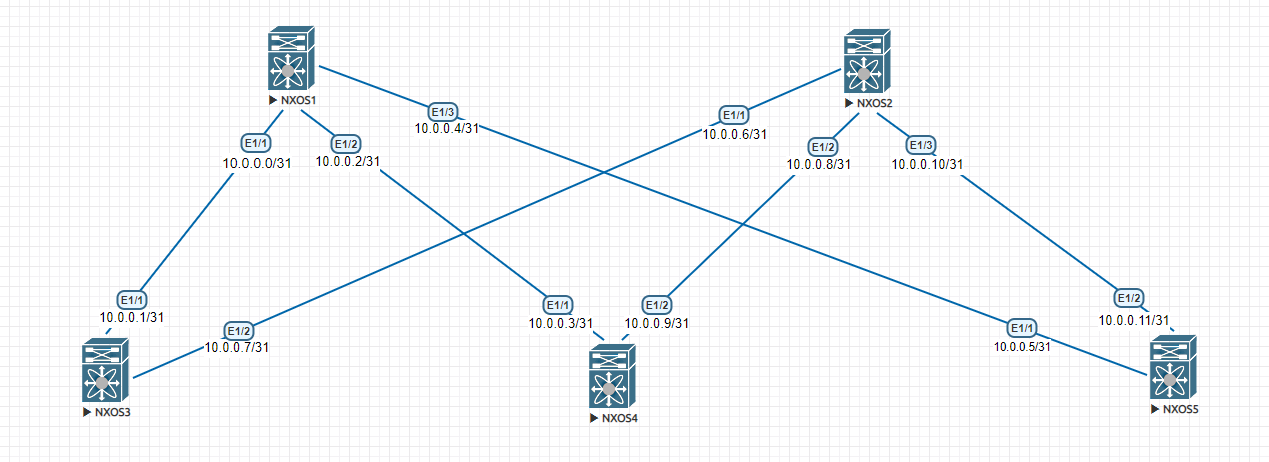 NXOS1
NXOS2
E1/3
10.0.0.4/31
E1/1
10.0.0.6/31
E1/1
10.0.0.0/31
E1/2
10.0.0.2/31
E1/2
10.0.0.8/31
E1/3
10.0.0.10/31
E1/1
10.0.0.1/31
E1/2
10.0.0.7/31
E1/1
10.0.0.3/31
E1/2
10.0.0.9/31
E1/1
10.0.0.5/31
E1/2
10.0.0.11/31
NXOS3
NXOS4
NXOS5